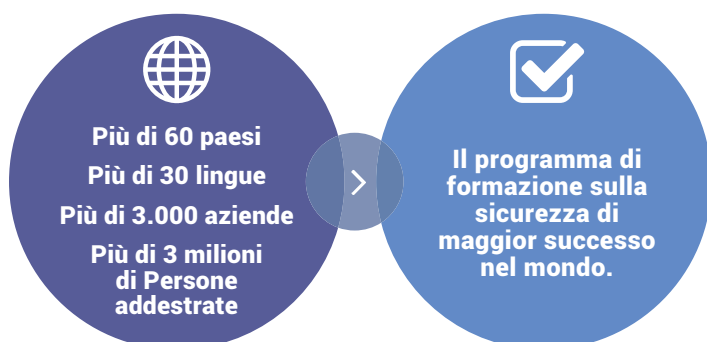 Più di 60 paesi
Più di 30 lingue
Più di 3.000 aziende
Più di 3 milioni
di Persone
addestrate
Il programma di
formazione sulla
sicurezza di
maggior successo
nel mondo.